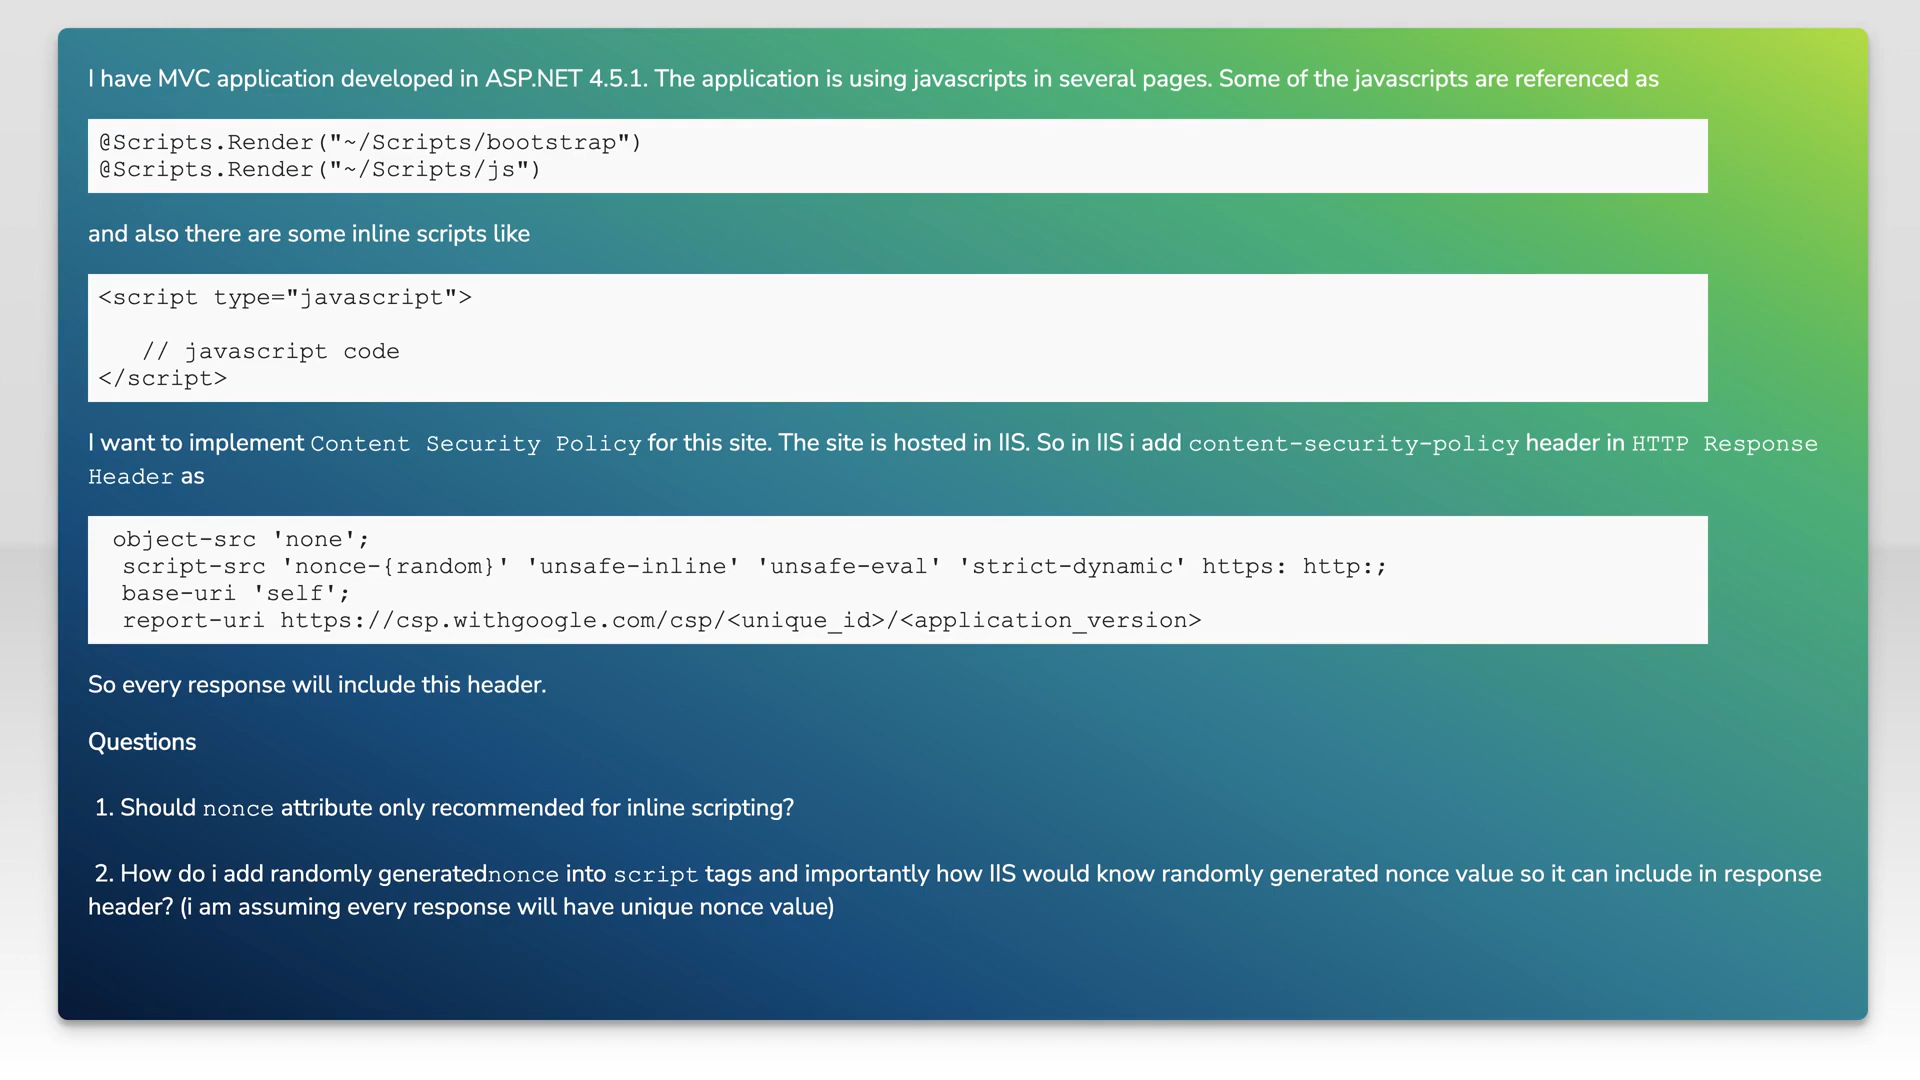 I have MVC application developed in ASP.NET 4.5.1. The application is using javascripts in several pages. Some of the javascripts are referenced as
@Scripts.Render("~/Scripts/bootstrap")
@Scripts.Render("~/Scripts/js")
and also there are some inline scripts like
<script type="javascript">
// javascript code
</script>
I want to implement Content Security Policy for this site. The site is hosted in IIS. So in IIS i add content-security-policy header in HTTP Response
Header as
object-src 'none';
script-src 'nonce-{random}' 'unsafe-inline' 'unsafe-eval' 'strict-dynamic' https: http:;
base-uri 'self';
report-uri https://csp.withgoogle.com/csp/<unique_id>/<application_version>
So every response will include this header.
Questions
1. Should nonce attribute only recommended for inline scripting?
2. How do i add randomly generatednonce into script tags and importantly how IIS would know randomly generated nonce value so it can include in response
header? (i am assuming every response will have unique nonce value)